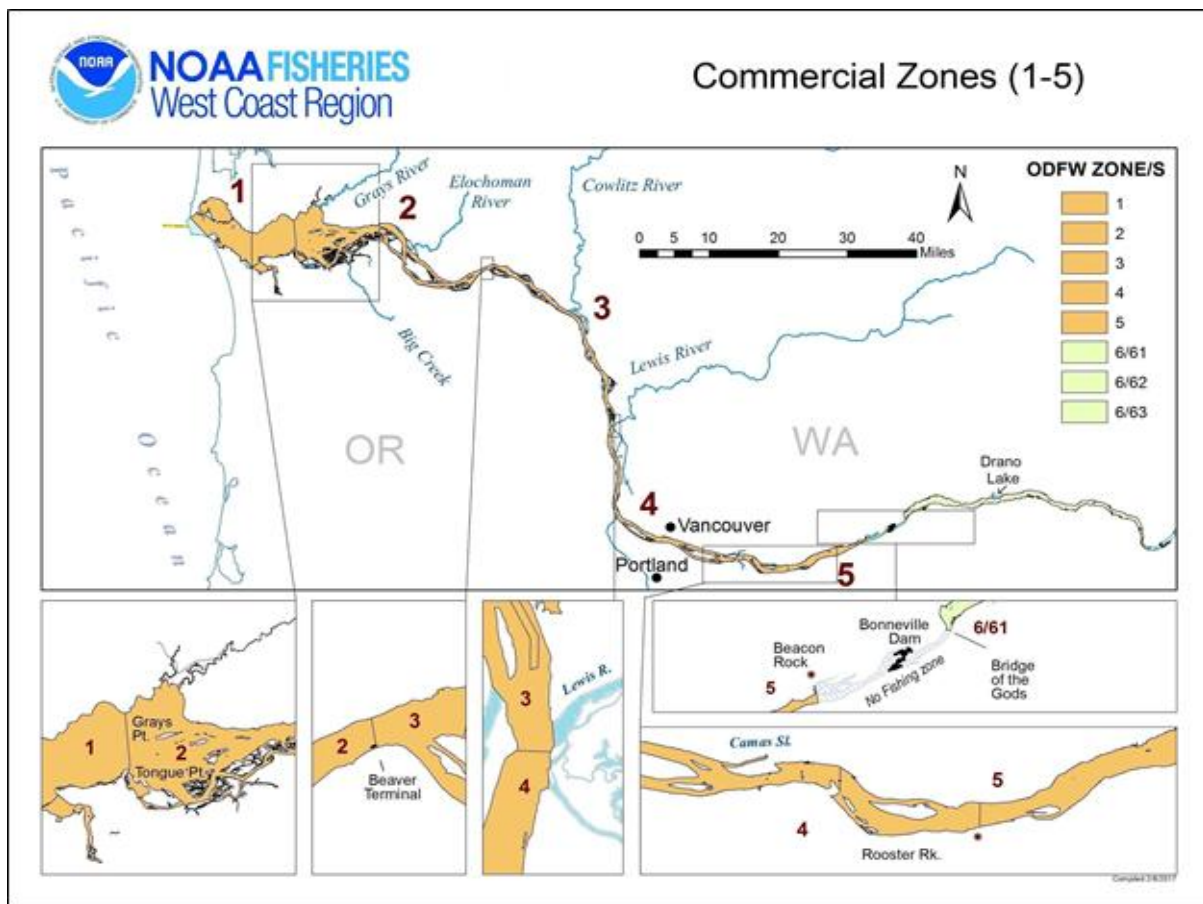 NOAA
NOAA FISHERIES
West Coast Region
Commercial Zones (1-5)
Pacific
Ocean
1
Grays River
2
Elochoman
River
Cowlitz River
3
Big Creek
Lewis River
OR
WA
4
Vancouver
Portland
5
Drano
Lake
N
0 5 10 20 30 40
Miles
ODFW ZONE/S
1
2
3
4
5
6/61
6/62
6/63
1
Grays
Pt.
2
Tongue Pt.
2
3
Beaver
Terminal
3
Lewis R.
4
Beacon
Rock
5
Bonneville
Dam
No Fishing zone
6/61
Bridge
of the
Gods
Camas Sl.
4
5
Rooster Rk.
Compiled 2/8/2017